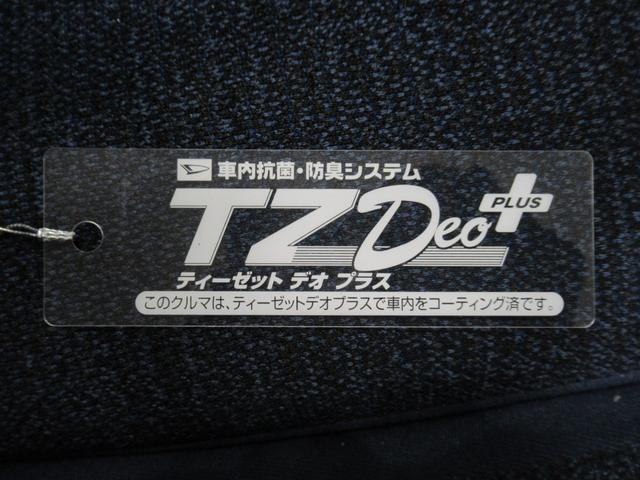 車内抗菌・防臭システム
TZ Deo PLUS
ティーゼット デオ プラス
このクルマは、ティーゼットデオプラスで車内をコーティング済です。